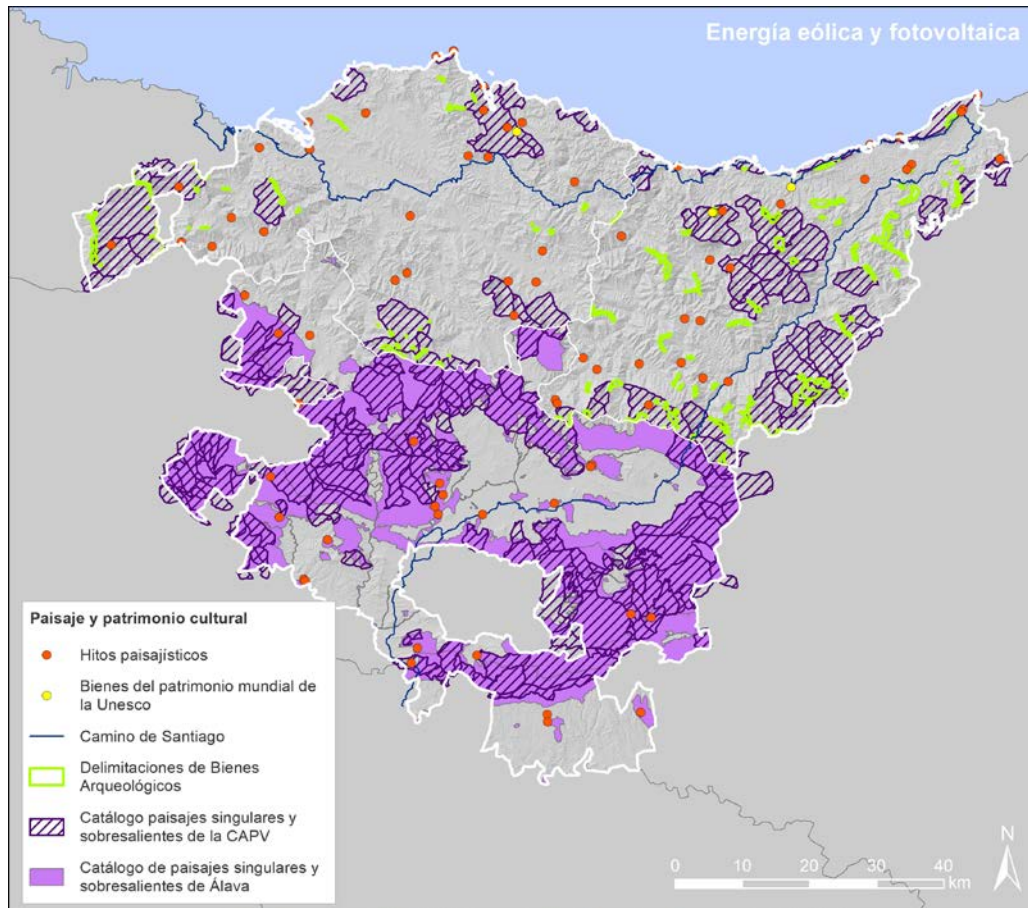 Energía eólica y fotovoltaica
Paisaje y patrimonio cultural
Hitos paisajísticos
Bienes del patrimonio mundial de
la Unesco
Camino de Santiago
Delimitaciones de Bienes
Arqueológicos
Catálogo paisajes singulares y
sobresalientes de la CAPV
Catálogo de paisajes singulares y
sobresalientes de Álava
N
0 10 20 30 40
km